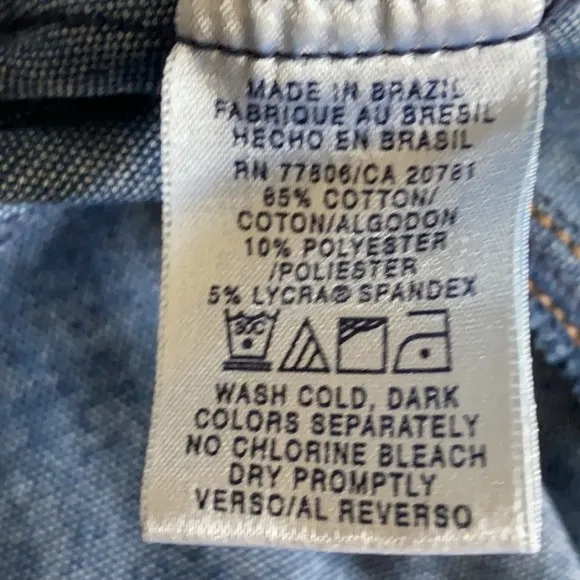 MADE IN BRAZIL
FABRIQUE AU BRESIL
HECHO EN BRASIL
RN 77806/CA 20781
85% COTTON/
COTON/ALGODON
10% POLYESTER
/POLIESTER
5% LYCRA® SPANDEX
30C
WASH COLD, DARK
COLORS SEPARATELY
NO CHLORINE BLEACH
DRY PROMPTLY
VERSO/AL REVERSO